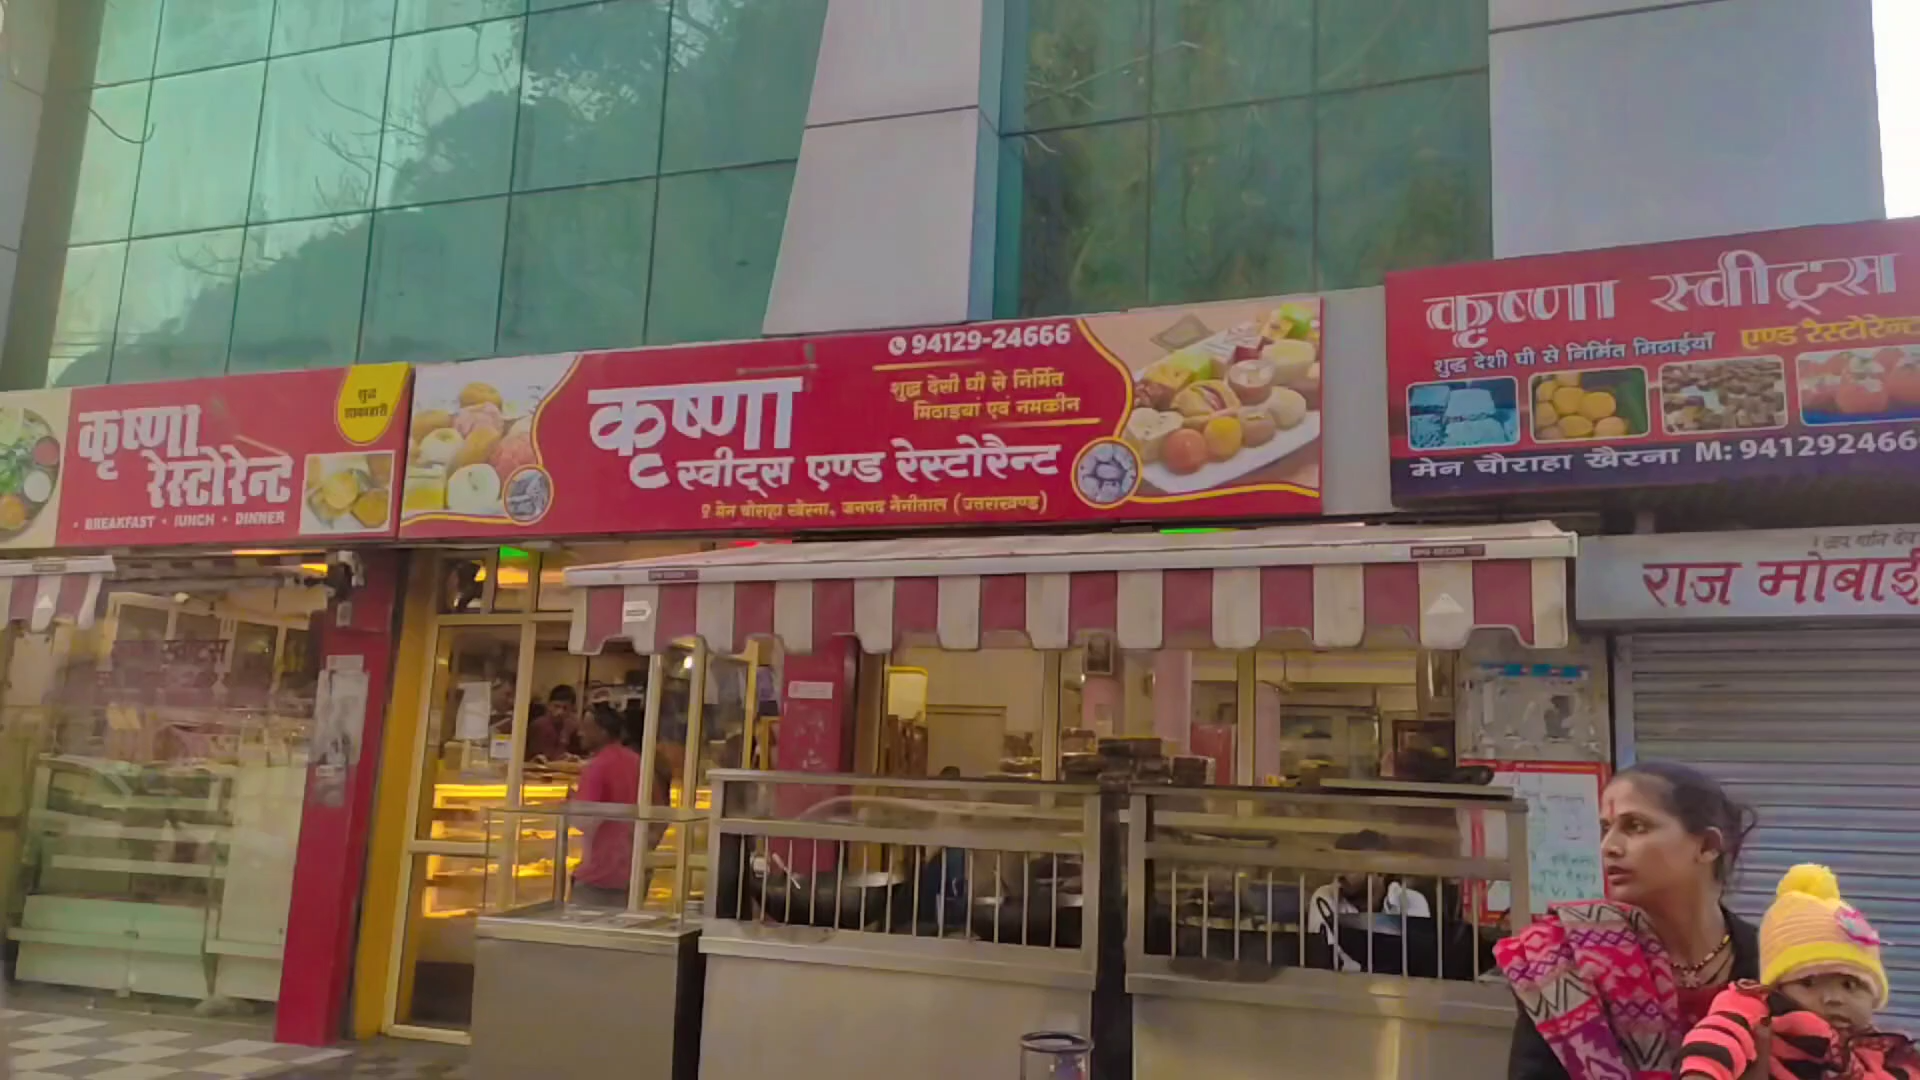 कृष्णा
रेस्टोरेन्ट
• BREAKFAST • lUNCH • DINNER
शुद्ध
शाकाहारी
94129-24666
शुद्ध देसी घी से निर्मित
मिठाइयां एवं नमकीन
कृष्णा
स्वीट्स एण्ड रेस्टोरैन्ट
मेन चौराहा खैरना, जनपद नैनीताल (उत्तराखण्ड)
कृष्णा स्वीट्स
शुद्ध देशी घी से निर्मित मिठाईयाँ एण्ड रेस्टोरेन्ट
मेन चौराहा खैरना M: 941292466
राज मोबाई
स्वीट्स